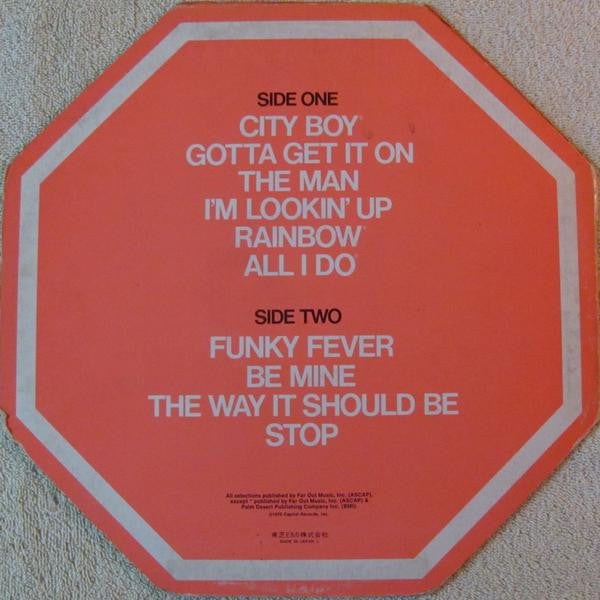 SIDE ONE
CITY BOY*
GOTTA GET IT ON
THE MAN
I'M LOOKIN' UP
RAINBOW*
ALL I DO*
SIDE TWO
FUNKY FEVER
BE MINE
THE WAY IT SHOULD BE
STOP
All selections published by Far Out Music, Inc. (ASCAP),
except * published by Far Out Music, Inc. (ASCAP) &
Palm Desert Publishing Company Inc. (BMI)
Capitol Records, Inc.
東芝EMI株式会社
MADE IN JAPAN